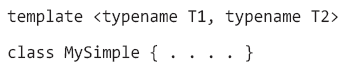 template <typename T1, typename T2>
class MySimple { . . . . }